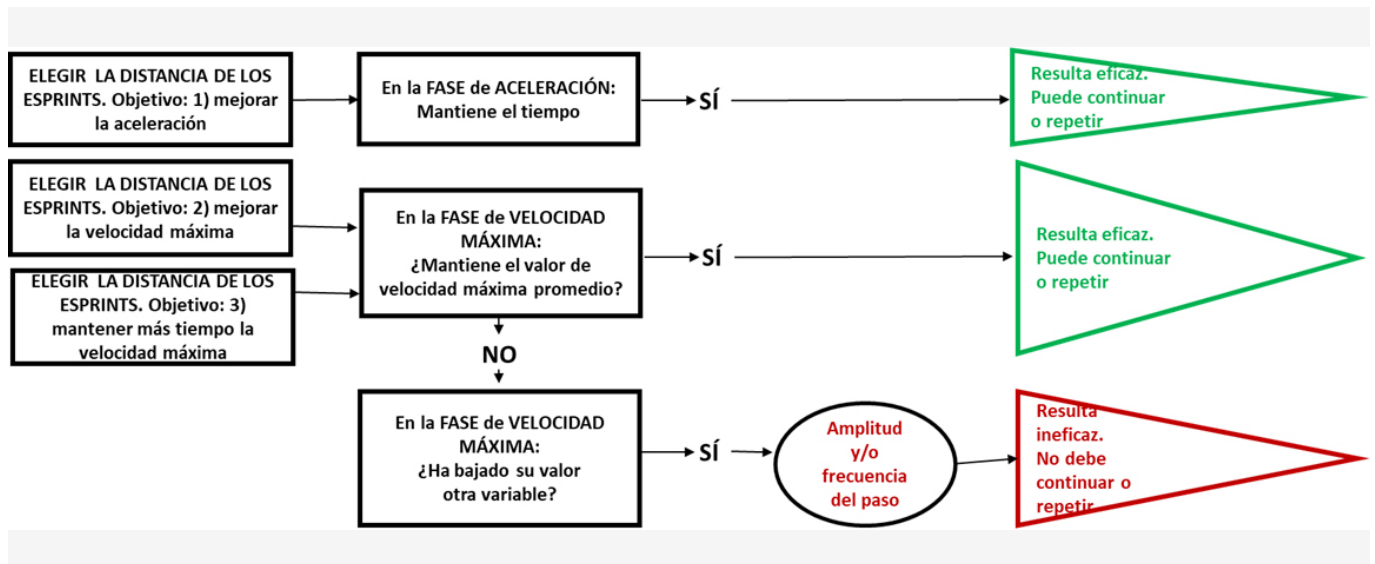 ELEGIR LA DISTANCIA DE LOS
ESPRINTS. Objetivo: 1) mejorar
la aceleración
En la FASE de ACELERACIÓN:
Mantiene el tiempo
SÍ
Resulta eficaz.
Puede continuar
o repetir
ELEGIR LA DISTANCIA DE LOS
ESPRINTS. Objetivo: 2) mejorar
la velocidad máxima
ELEGIR LA DISTANCIA DE LOS
ESPRINTS. Objetivo: 3)
mantener más tiempo la
velocidad máxima
En la FASE de VELOCIDAD
MÁXIMA:
¿Mantiene el valor de
velocidad máxima promedio?
SÍ
Resulta eficaz.
Puede continuar
o repetir
NO
En la FASE de VELOCIDAD
MÁXIMA:
¿Ha bajado su valor
otra variable?
SÍ
Amplitud
y/o
frecuencia
del paso
Resulta
ineficaz.
No debe
continuar o
repetir